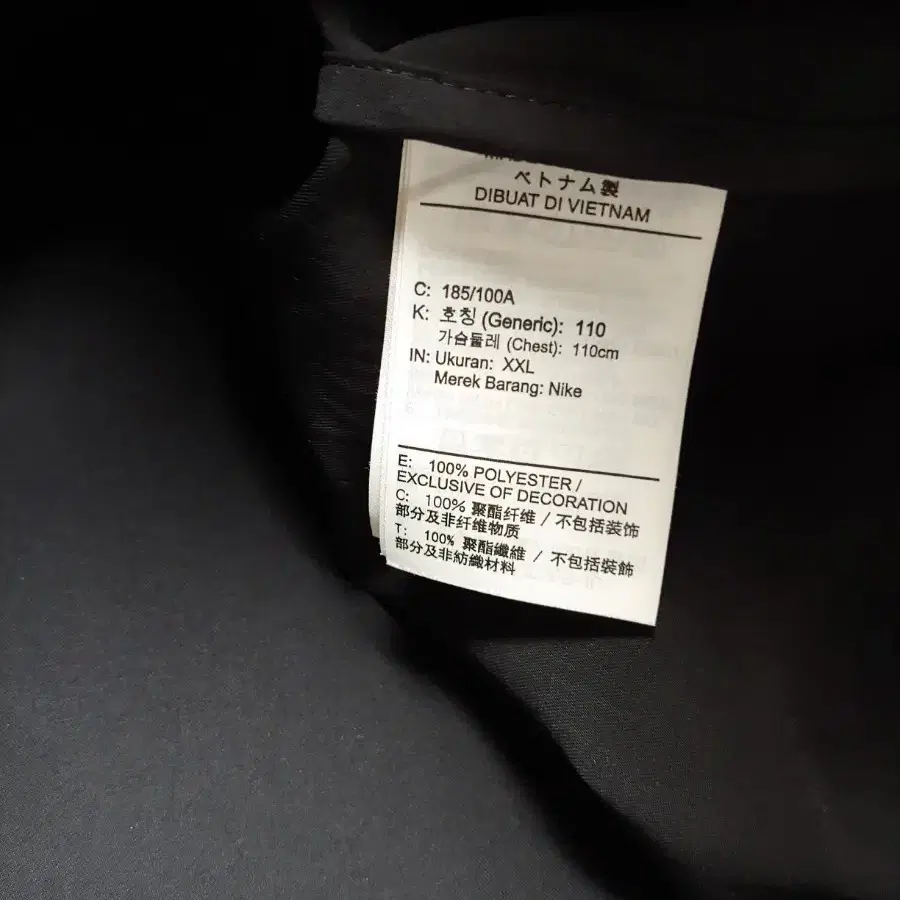 ベトナム製
DIBUAT DI VIETNAM
C: 185/100A
K: 호칭 (Generic): 110
가슴둘레 (Chest): 110cm
IN: Ukuran: XXL
Merek Barang: Nike
E: 100% POLYESTER /
EXCLUSIVE OF DECORATION
C: 100% 聚酯纤维 / 不包括装饰
部分及非纤维物质
T: 100% 聚酯纖維 / 不包括裝飾
部分及非紡織材料